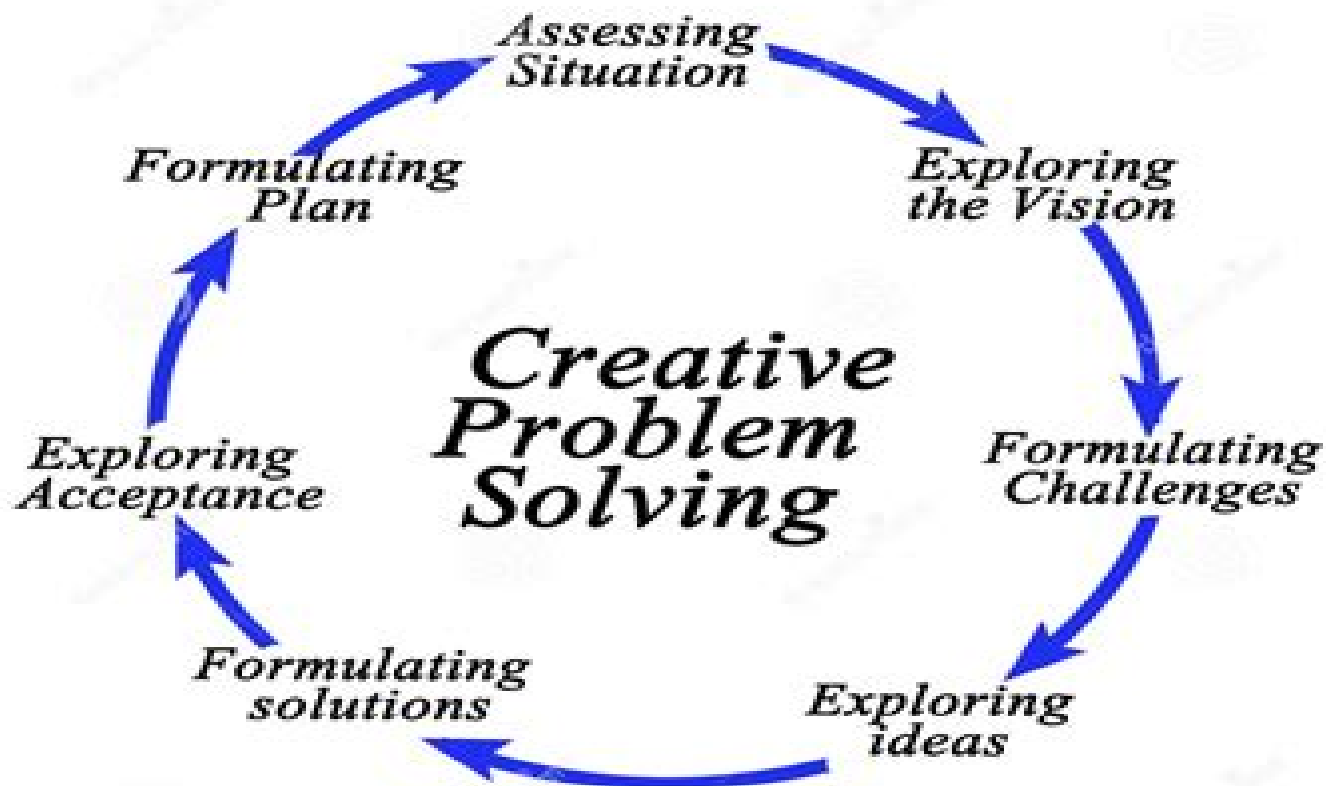 Assessing
Situation
Exploring
the Vision
Formulating
Challenges
Exploring
ideas
Formulating
solutions
Exploring
Acceptance
Formulating
Plan
Creative
Problem
Solving